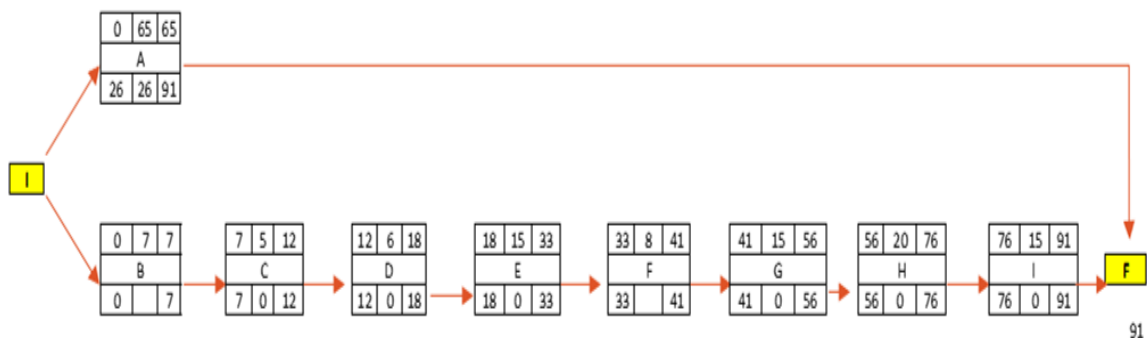 0 65 65
A
26 26 91
I
0 7 7
B
0 7
7 5 12
C
7 0 12
12 6 18
D
12 0 18
18 15 33
E
18 0 33
33 8 41
F
33 41
41 15 56
G
41 0 56
56 20 76
H
56 0 76
76 15 91
I
76 0 91
F
91